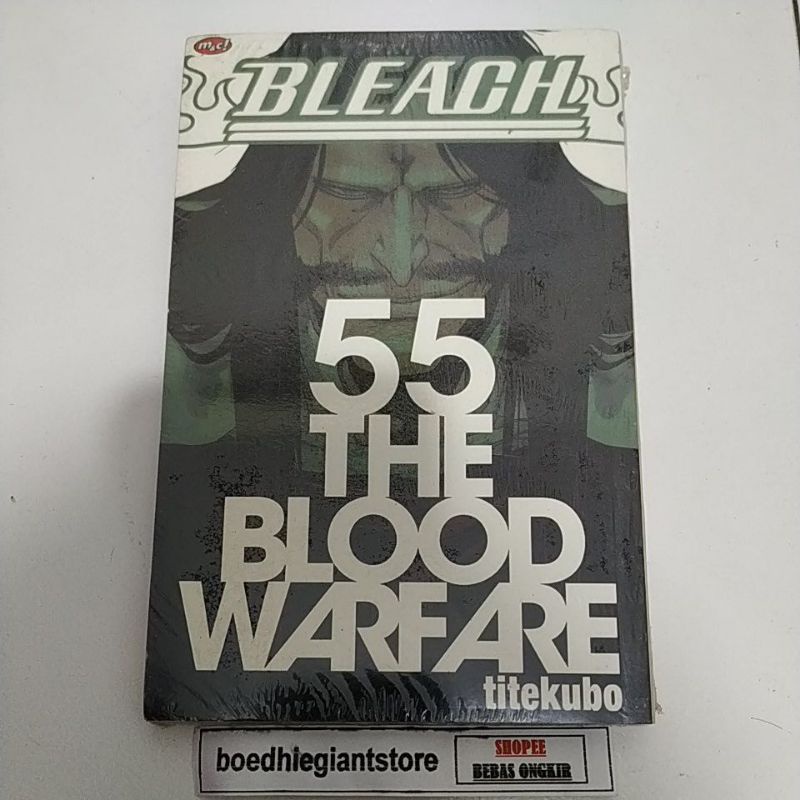 m&c!
BLEACH
55
THE
BLOOD
WARFARE
titekubo
boedhiegiantstore
SHOPEE
BEBAS ONGKIR